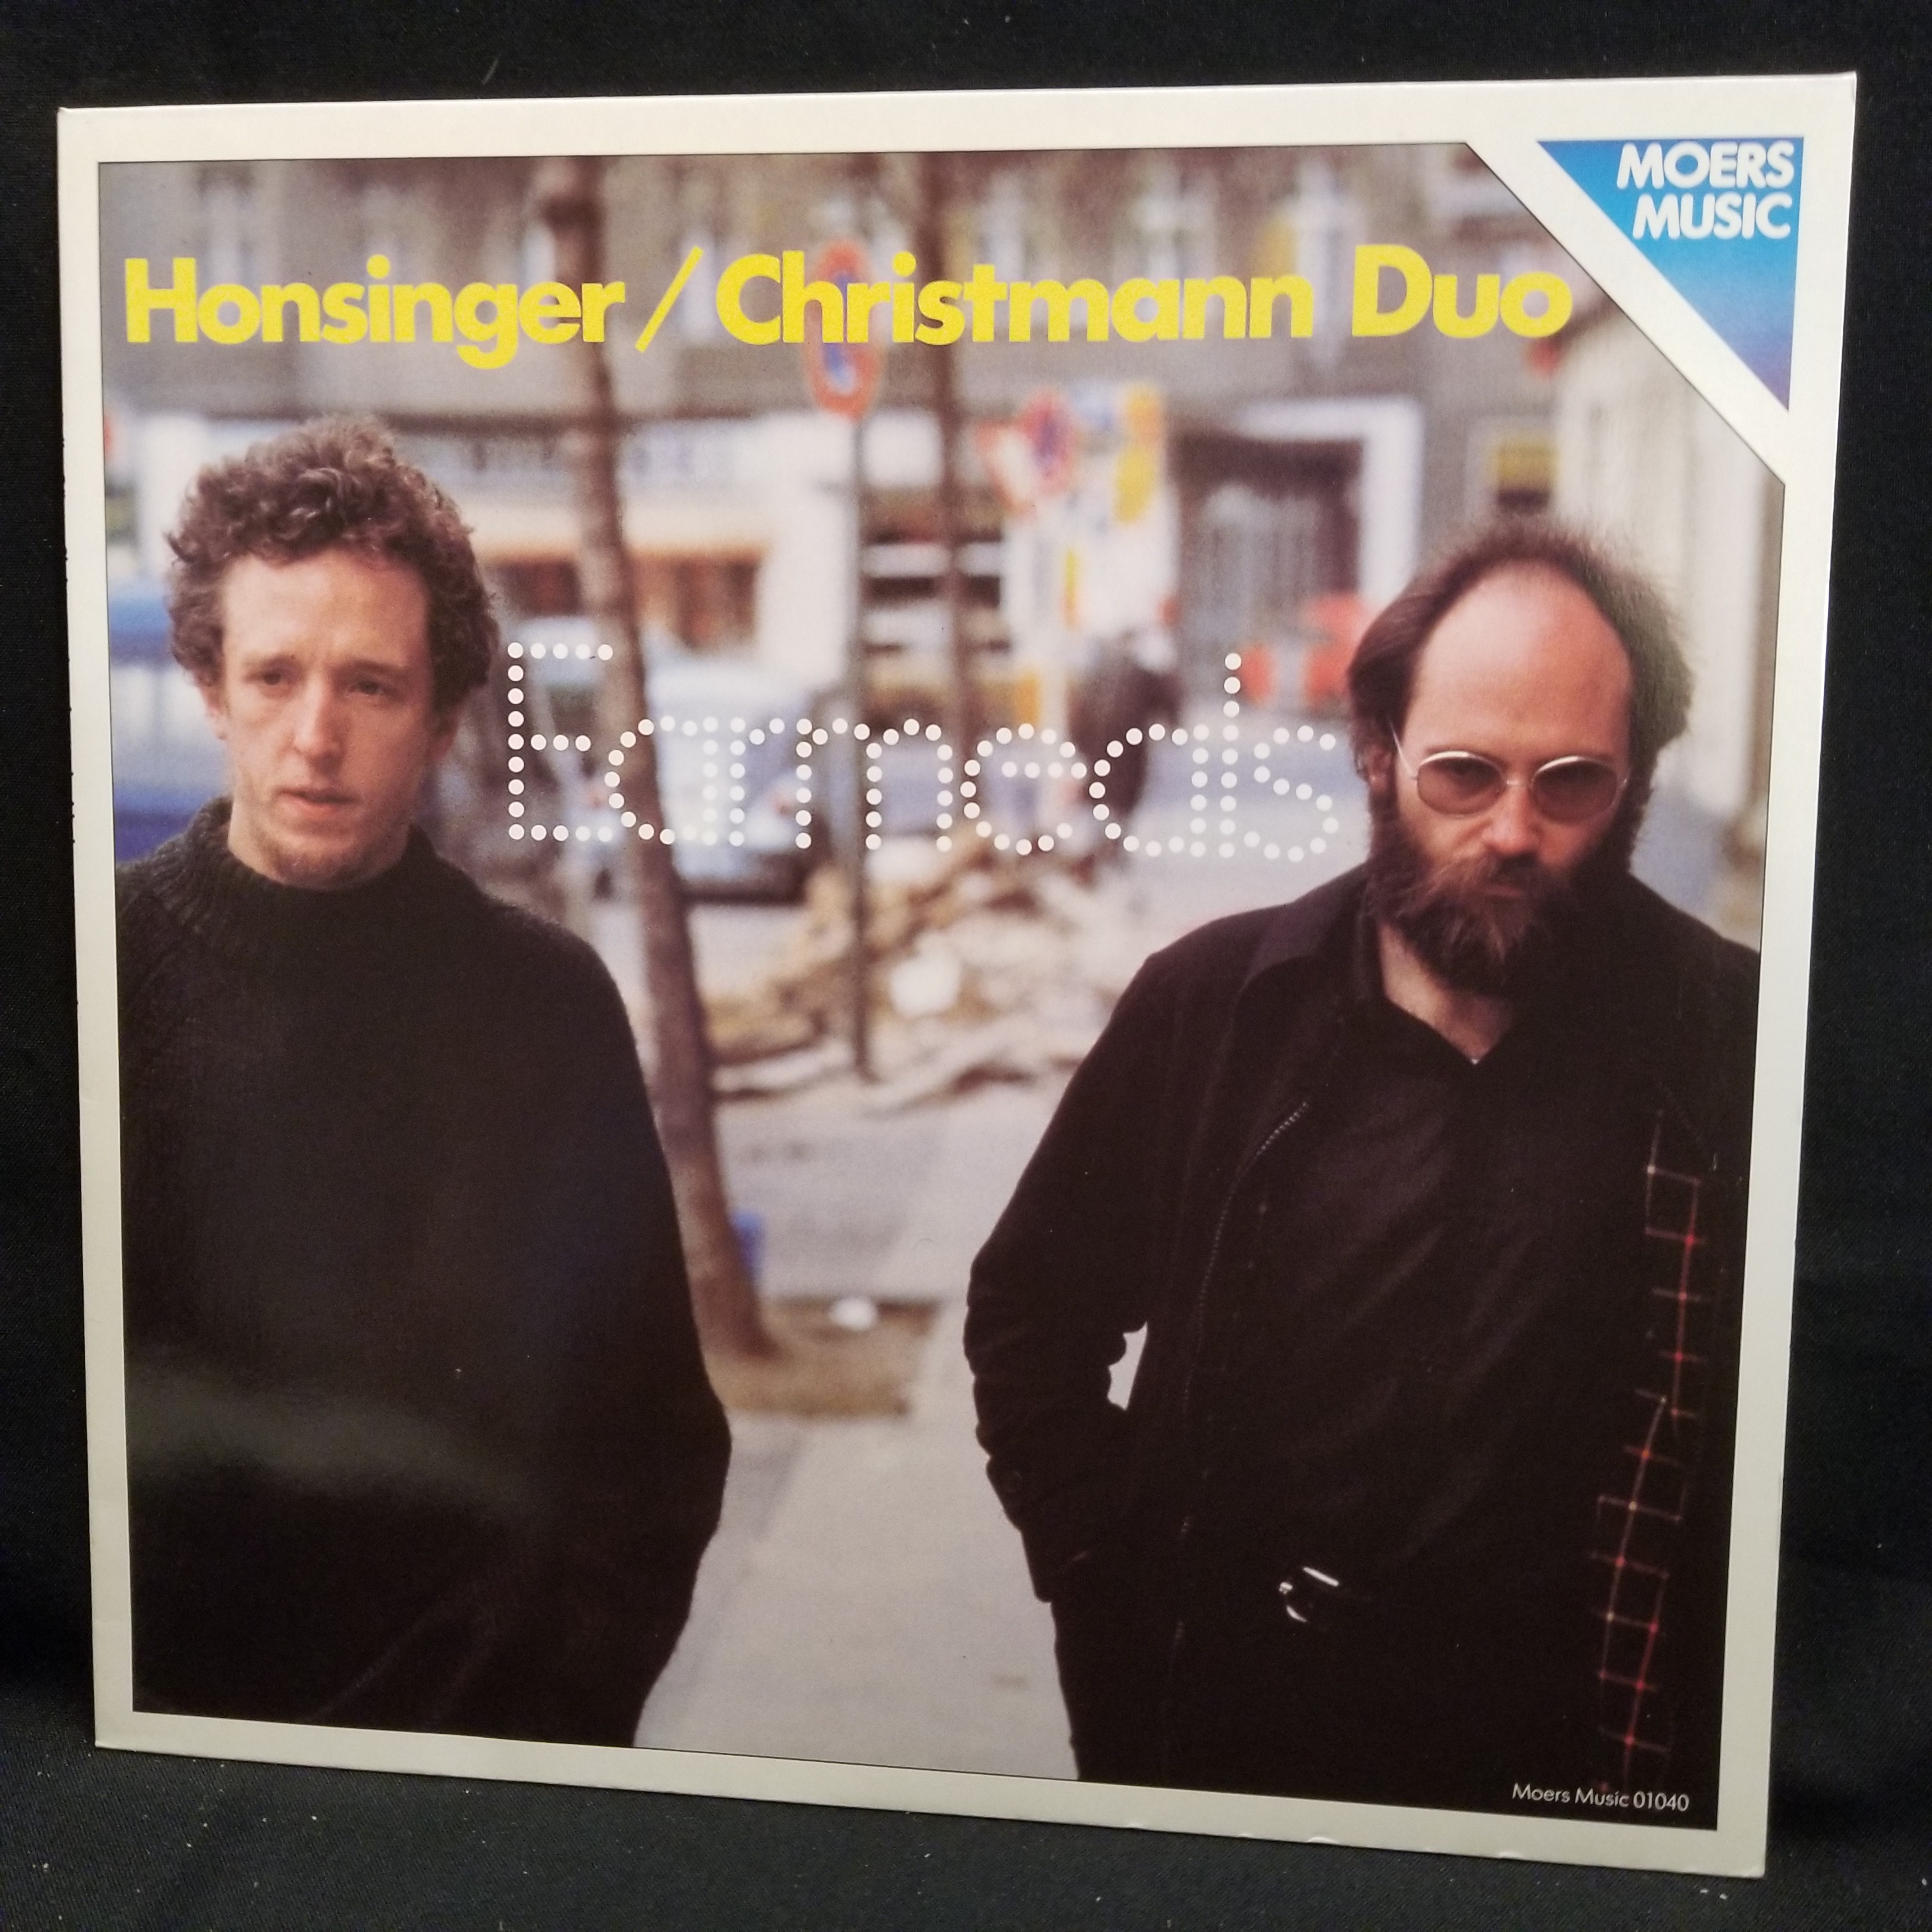 MOERS
MUSIC
Honsinger / Christmann Duo
Earmeals
Moers Music 01040